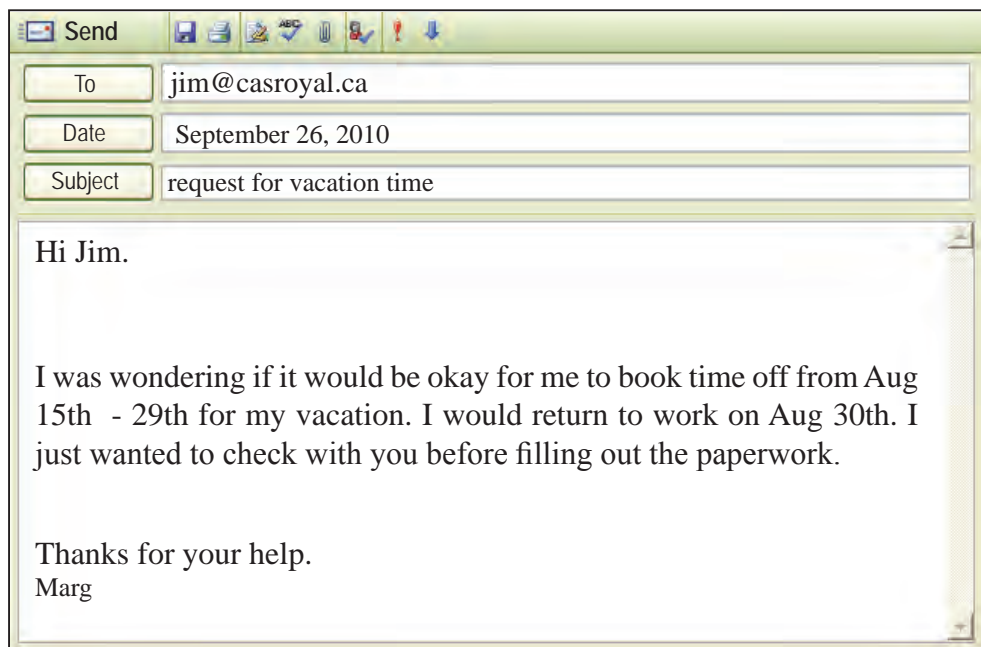 Send
ABC
To jim@casroyal.ca
Date September 26, 2010
Subject request for vacation time
Hi Jim.
I was wondering if it would be okay for me to book time off from Aug
15th - 29th for my vacation. I would return to work on Aug 30th. I
just wanted to check with you before filling out the paperwork.
Thanks for your help.
Marg